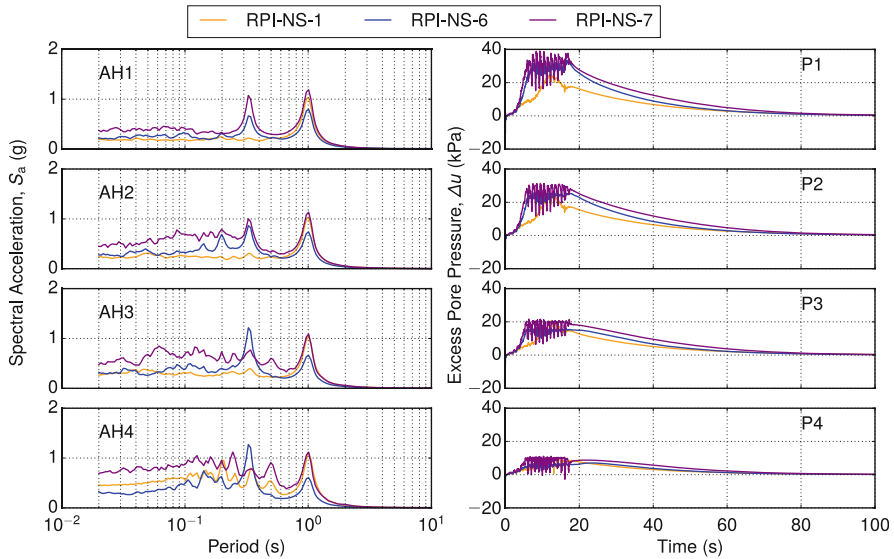 RPI-NS-1 RPI-NS-6 RPI-NS-7
Spectral Acceleration, Sa (g)
2
1
0
AH1
2
1
0
AH2
2
1
0
AH3
2
1
0
AH4
10⁻² 10⁻¹ 10⁰ 10¹
Period (s)
Excess Pore Pressure, Δu (kPa)
40
20
0
−20
P1
40
20
0
−20
P2
40
20
0
−20
P3
40
20
0
−20
P4
0 20 40 60 80 100
Time (s)